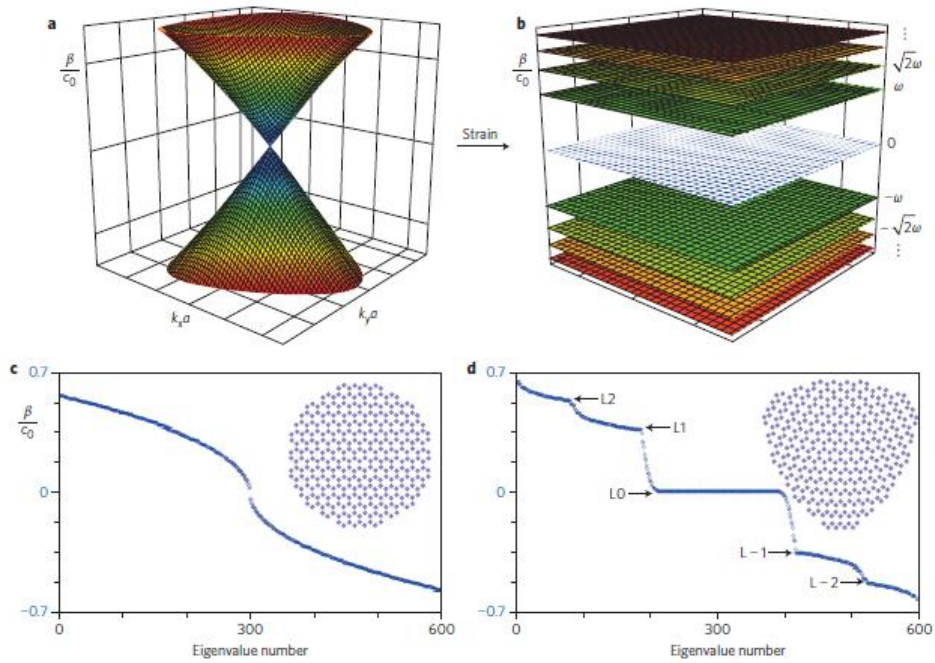 a
β
c₀
kₓa
kᵧa
Strain
b
β
c₀
⋮
√2ω
ω
0
−ω
−√2ω
⋮
c
0.7
β
c₀
0
−0.7
0
300
600
Eigenvalue number
d
0.7
0
−0.7
L2
L1
L0
L − 1
L − 2
0
300
600
Eigenvalue number